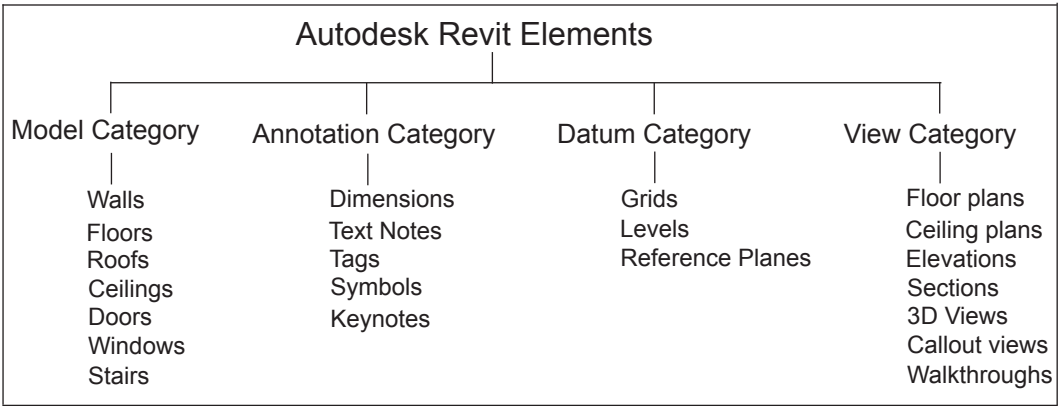 Autodesk Revit Elements
Model Category
Walls
Floors
Roofs
Ceilings
Doors
Windows
Stairs
Annotation Category
Dimensions
Text Notes
Tags
Symbols
Keynotes
Datum Category
Grids
Levels
Reference Planes
View Category
Floor plans
Ceiling plans
Elevations
Sections
3D Views
Callout views
Walkthroughs